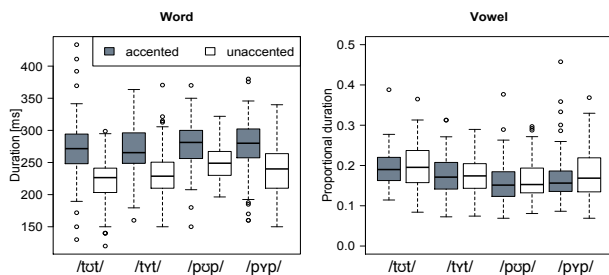 Word
accented unaccented
Duration [ms]
400
350
300
250
200
150
/tʊt/ /tʏt/ /pʊp/ /pʏp/
Vowel
Proportional duration
0.5
0.4
0.3
0.2
0.1
0.0
/tʊt/ /tʏt/ /pʊp/ /pʏp/